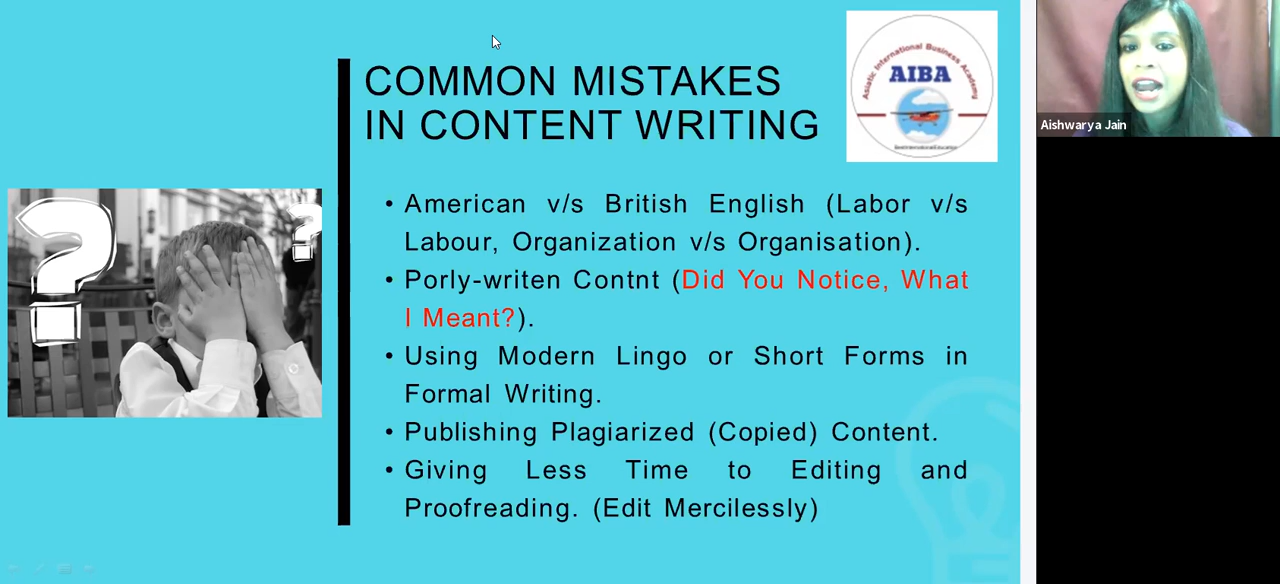 COMMON MISTAKES
IN CONTENT WRITING
Asiatic International Business Academy
AIBA
• American v/s British English (Labor v/s
Labour, Organization v/s Organisation).
• Porly-writen Contnt (Did You Notice, What
I Meant?).
• Using Modern Lingo or Short Forms in
Formal Writing.
• Publishing Plagiarized (Copied) Content.
• Giving Less Time to Editing and
Proofreading. (Edit Mercilessly)
?
?
Aishwarya Jain